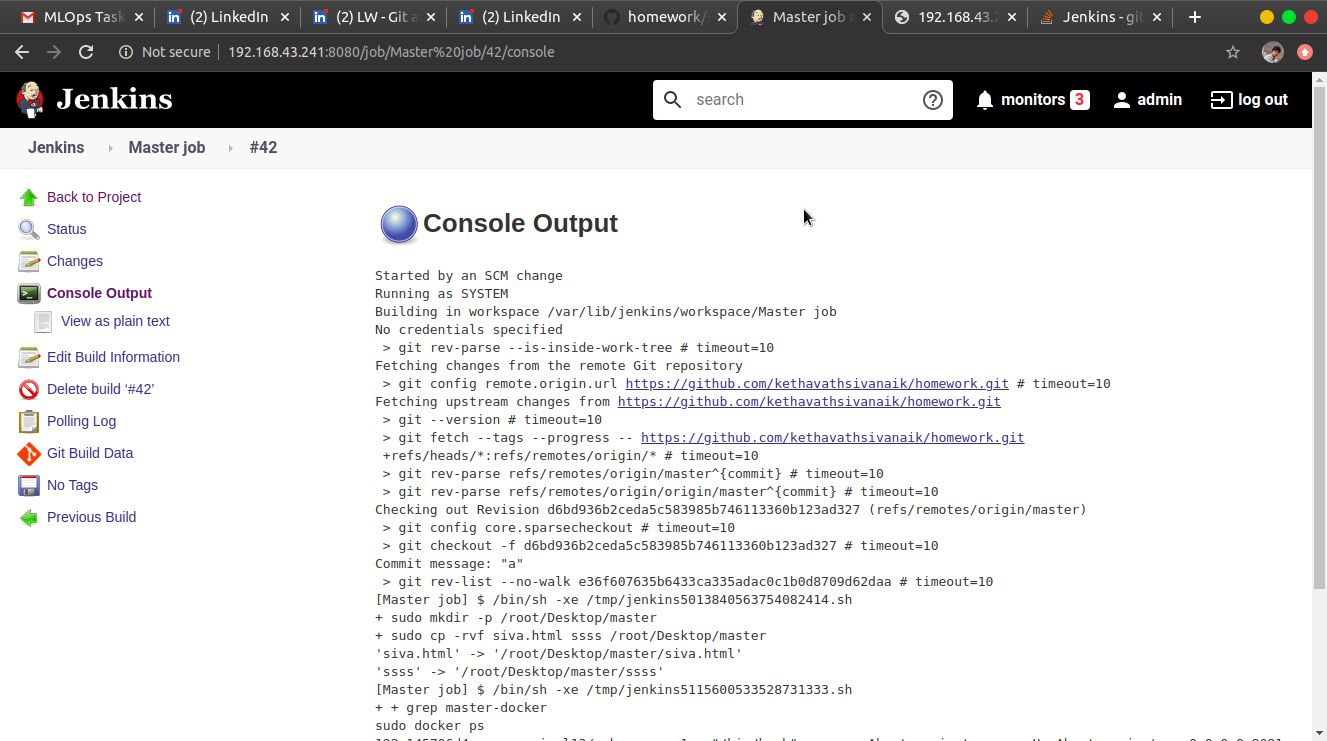 MLOps Task
(2) LinkedIn
(2) LW - Git a
(2) LinkedIn
homework/
Master job #
192.168.43.2
Jenkins - git
Not secure
192.168.43.241:8080/job/Master%20job/42/console
Jenkins
search
monitors 3
admin
log out
Jenkins
Master job
#42
Back to Project
Status
Changes
Console Output
View as plain text
Edit Build Information
Delete build ‘#42’
Polling Log
Git Build Data
No Tags
Previous Build
Console Output
Started by an SCM change
Running as SYSTEM
Building in workspace /var/lib/jenkins/workspace/Master job
No credentials specified
> git rev-parse --is-inside-work-tree # timeout=10
Fetching changes from the remote Git repository
> git config remote.origin.url https://github.com/kethavathsivanaik/homework.git # timeout=10
Fetching upstream changes from https://github.com/kethavathsivanaik/homework.git
> git --version # timeout=10
> git fetch --tags --progress -- https://github.com/kethavathsivanaik/homework.git
+refs/heads/*:refs/remotes/origin/* # timeout=10
> git rev-parse refs/remotes/origin/master^{commit} # timeout=10
> git rev-parse refs/remotes/origin/origin/master^{commit} # timeout=10
Checking out Revision d6bd936b2ceda5c583985b746113360b123ad327 (refs/remotes/origin/master)
> git config core.sparsecheckout # timeout=10
> git checkout -f d6bd936b2ceda5c583985b746113360b123ad327 # timeout=10
Commit message: "a"
> git rev-list --no-walk e36f607635b6433ca335adac0c1b0d8709d62daa # timeout=10
[Master job] $ /bin/sh -xe /tmp/jenkins5013840563754082414.sh
+ sudo mkdir -p /root/Desktop/master
+ sudo cp -rvf siva.html ssss /root/Desktop/master
'siva.html' -> '/root/Desktop/master/siva.html'
'ssss' -> '/root/Desktop/master/ssss'
[Master job] $ /bin/sh -xe /tmp/jenkins5115600533528731333.sh
+ + grep master-docker
sudo docker ps